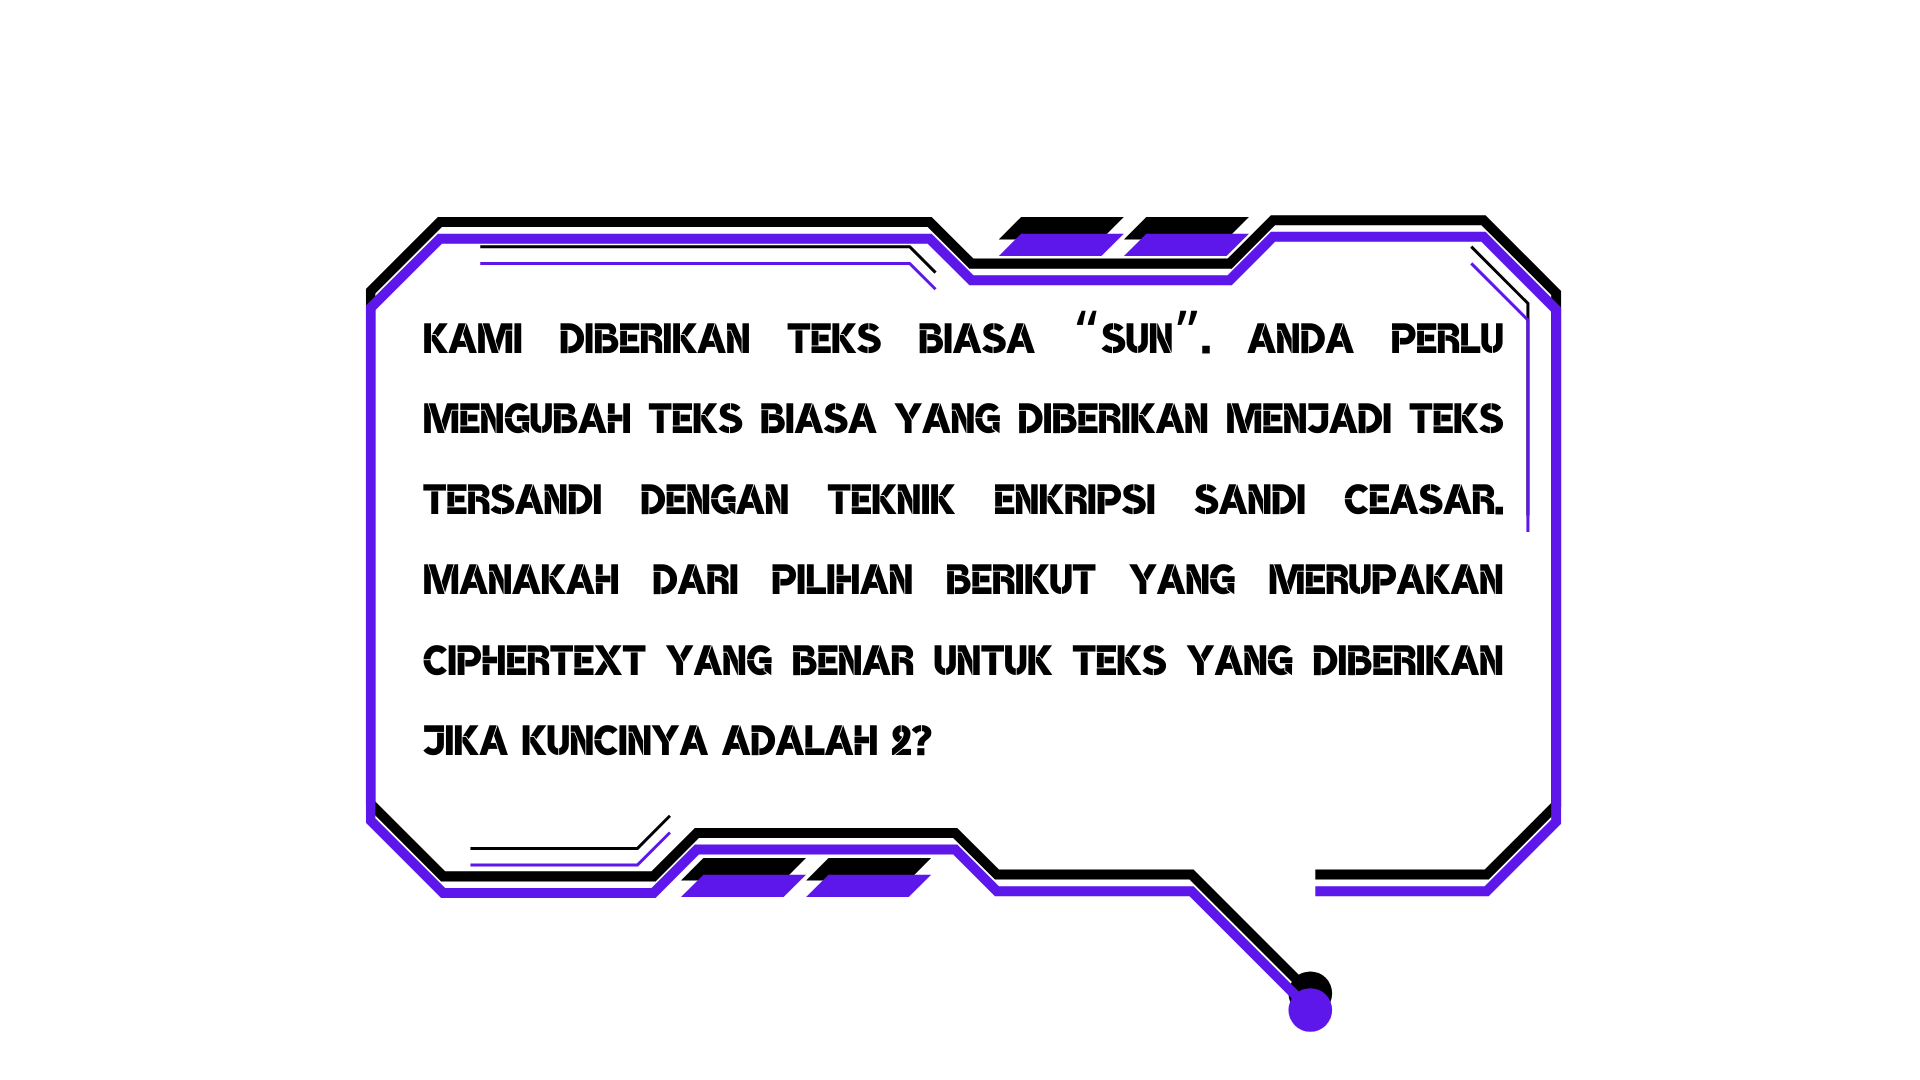 KAMI DIBERIKAN TEKS BIASA “SUN”. ANDA PERLU
MENGUBAH TEKS BIASA YANG DIBERIKAN MENJADI TEKS
TERSANDI DENGAN TEKNIK ENKRIPSI SANDI CEASAR.
MANAKAH DARI PILIHAN BERIKUT YANG MERUPAKAN
CIPHERTEXT YANG BENAR UNTUK TEKS YANG DIBERIKAN
JIKA KUNCINYA ADALAH 2?